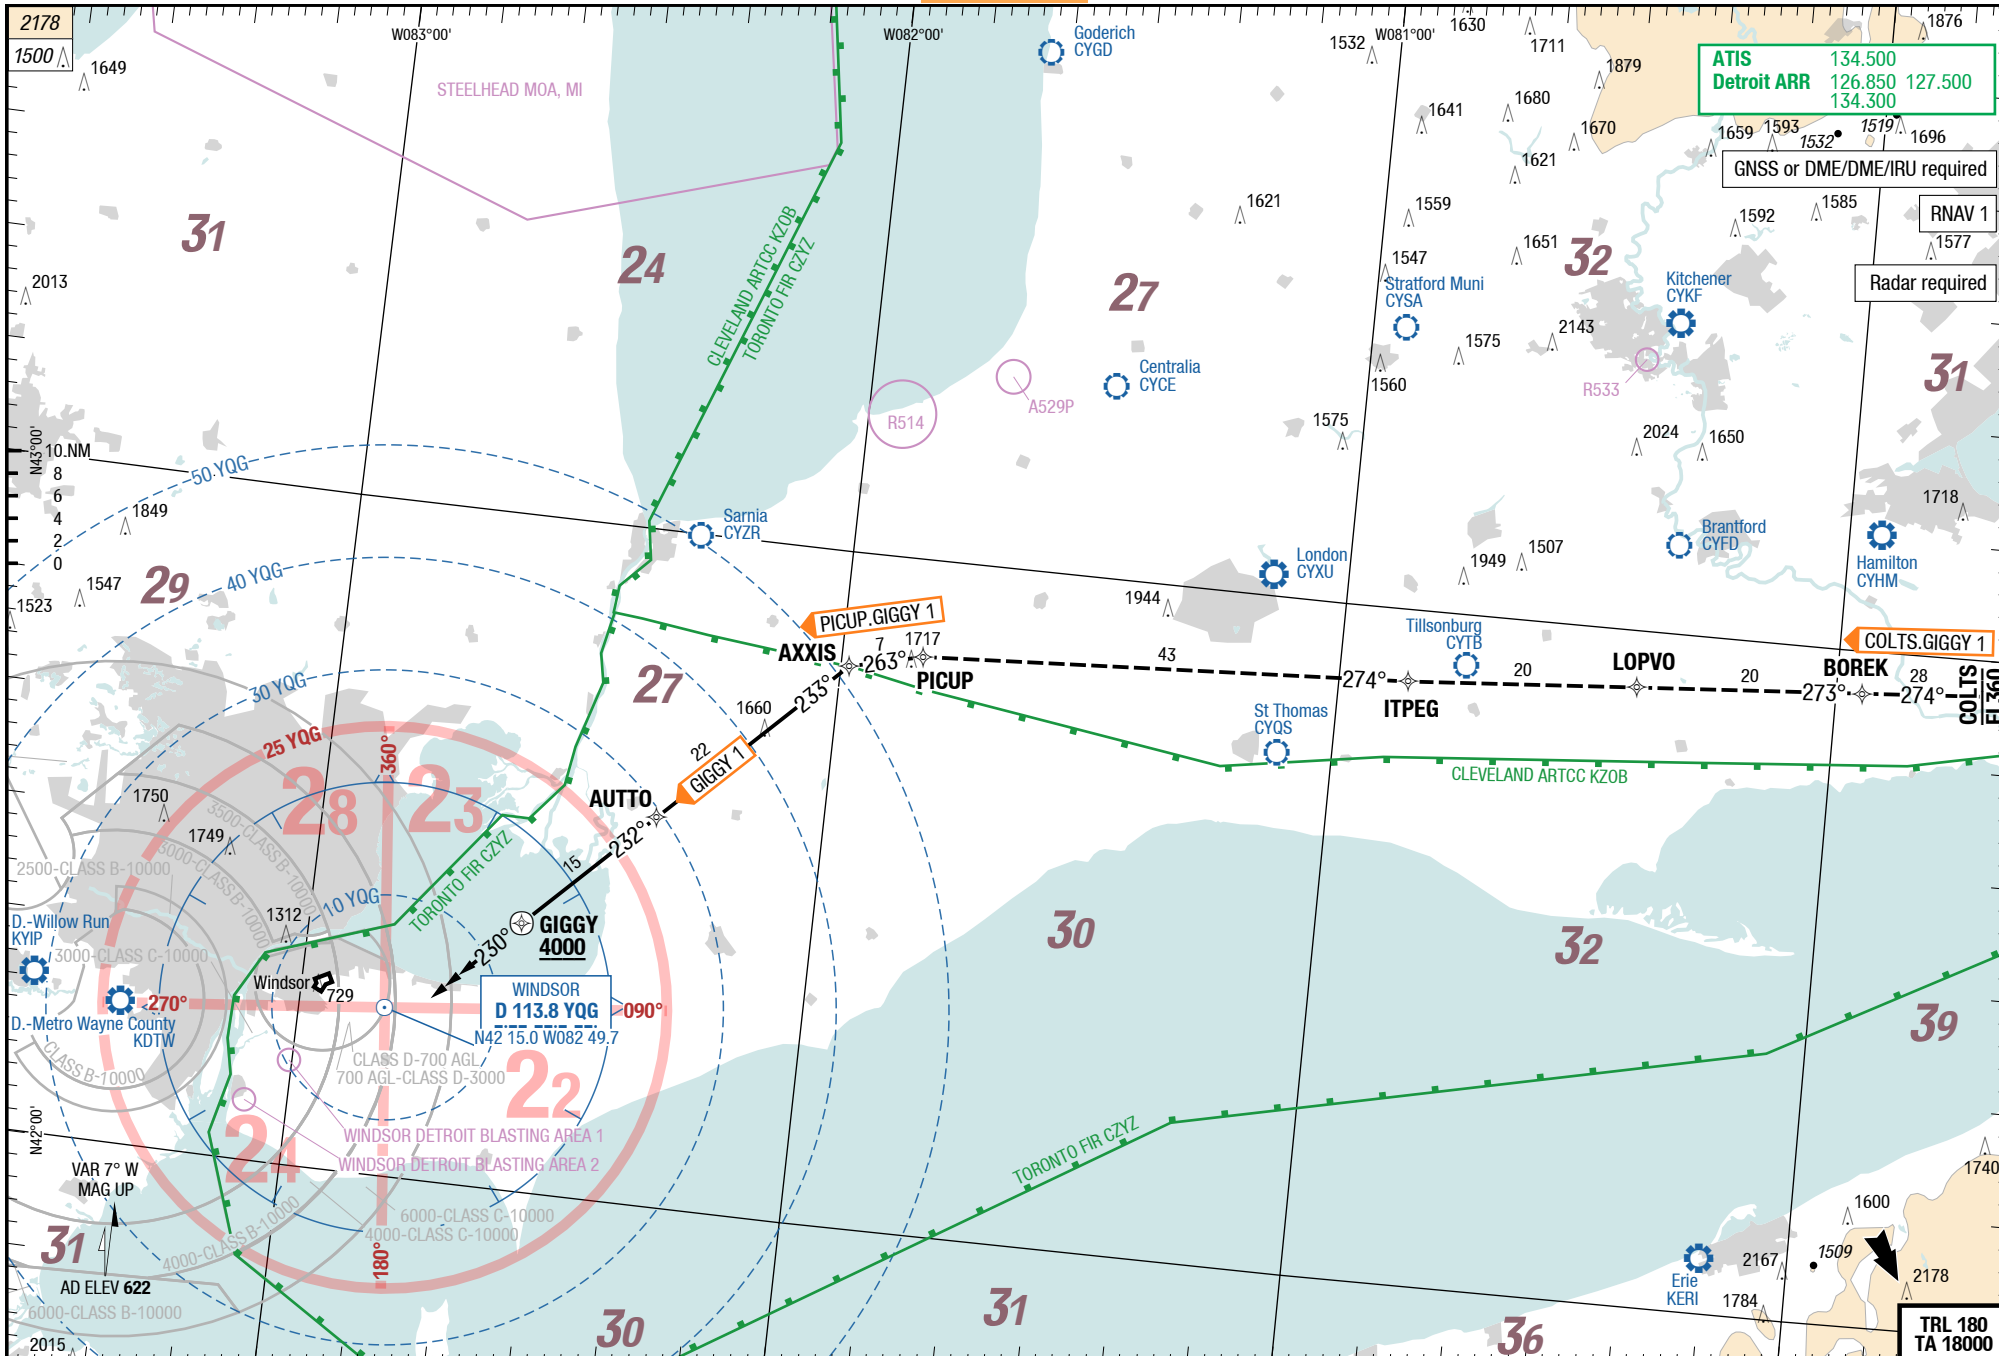 2178
1500
1649
W083°00'
W082°00'
W081°00'
Goderich
CYGD
1532
1630
1711
1876
1879
ATIS 134.500
Detroit ARR 126.850 127.500
134.300
STEELHEAD MOA, MI
1641
1680
1670
1659
1593
1532
1519
1696
1621
GNSS or DME/DME/IRU required
RNAV 1
Radar required
31
24
27
32
31
CLEVELAND ARTCC KZOB
TORONTO FIR CZYZ
1621
1559
1651
1592
1585
1577
1547
2013
Stratford Muni
CYSA
Kitchener
CYKF
2143
1575
1560
R533
Centralia
CYCE
A529P
R514
1575
2024
1650
N43°00'
10 NM
8
6
4
2
0
50 YQG
1849
Sarnia
CYZR
1718
Brantford
CYFD
Hamilton
CYHM
London
CYXU
1949
1507
40 YQG
29
1547
1523
1944
PICUP.GIGGY 1
COLTS.GIGGY 1
Tillsonburg
CYTB
AXXIS
7
263°
1717
PICUP
43
274°
ITPEG
20
LOPVO
20
BOREK
273°
28
274°
COLTS
FL 360
30 YQG
27
1660
233°
22
GIGGY 1
St Thomas
CYQS
CLEVELAND ARTCC KZOB
25 YQG
360°
28
23
1750
1749
3500-CLASS B-10000
3000-CLASS B-10000
2500-CLASS B-10000
AUTTO
232°
15
TORONTO FIR CZYZ
10 YQG
1312
D.-Willow Run
KYIP
3000-CLASS C-10000
GIGGY
4000
230°
30
32
39
Windsor
729
WINDSOR
D 113.8 YQG
N42 15.0 W082 49.7
270°
090°
D.-Metro Wayne County
KDTW
CLASS B-10000
CLASS D-700 AGL
700 AGL-CLASS D-3000
22
24
WINDSOR DETROIT BLASTING AREA 1
WINDSOR DETROIT BLASTING AREA 2
N42°00'
TORONTO FIR CZYZ
VAR 7° W
MAG UP
31
6000-CLASS C-10000
4000-CLASS C-10000
4000-CLASS B-10000
180°
AD ELEV 622
6000-CLASS B-10000
2015
30
31
36
1740
1600
1509
2167
2178
1784
Erie
KERI
TRL 180
TA 18000